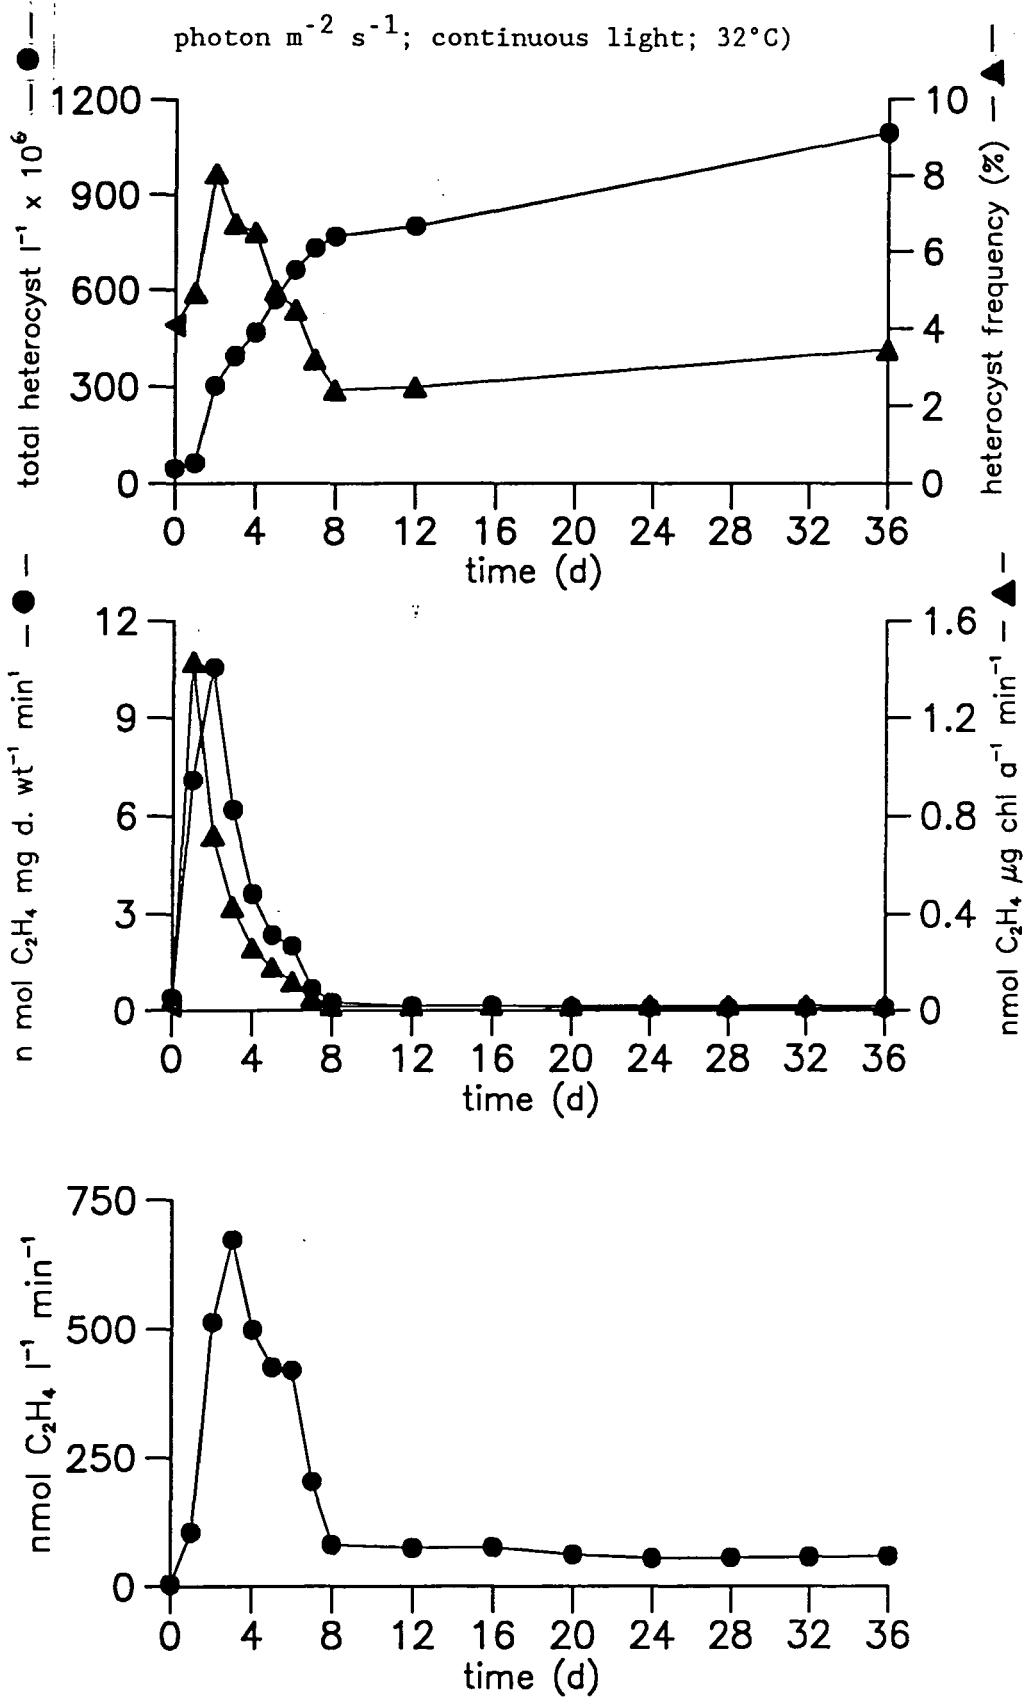 photon m⁻² s⁻¹; continuous light; 32°C)
total heterocyst l⁻¹ x 10⁶
1200
900
600
300
0
heterocyst frequency (%)
10
8
6
4
2
0
0 4 8 12 16 20 24 28 32 36
time (d)
n mol C₂H₄ mg d. wt⁻¹ min¹
12
9
6
3
0
nmol C₂H₄ µg chl a⁻¹ min⁻¹
1.6
1.2
0.8
0.4
0
0 4 8 12 16 20 24 28 32 36
time (d)
nmol C₂H₄ l⁻¹ min⁻¹
750
500
250
0
0 4 8 12 16 20 24 28 32 36
time (d)